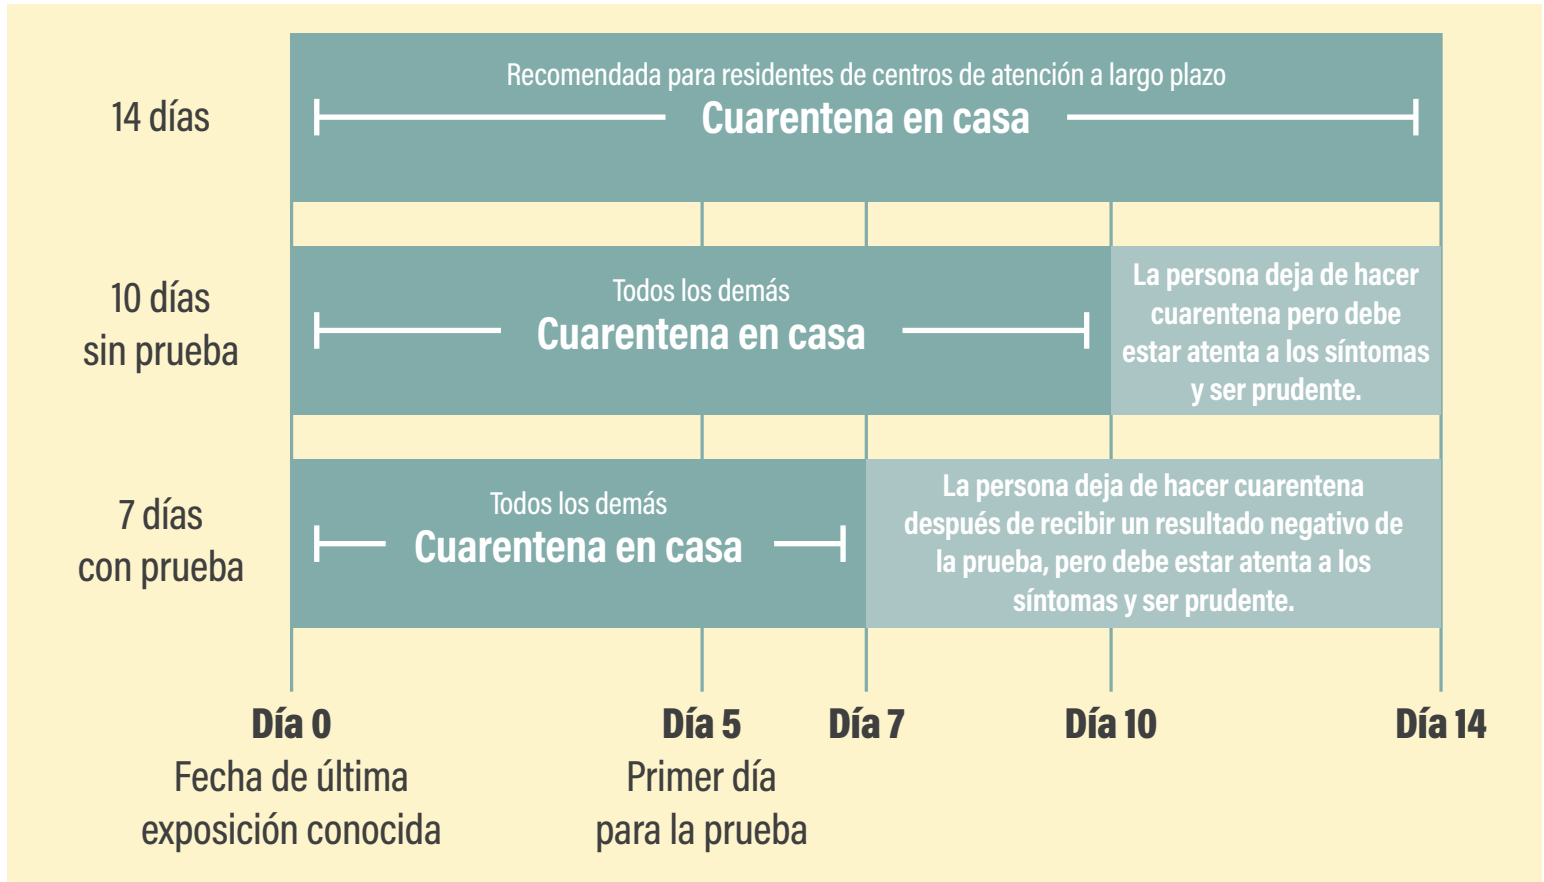 14 días
Recomendada para residentes de centros de atención a largo plazo
Cuarentena en casa
10 días
sin prueba
Todos los demás
Cuarentena en casa
La persona deja de hacer
cuarentena pero debe
estar atenta a los síntomas
y ser prudente.
7 días
con prueba
Todos los demás
Cuarentena en casa
La persona deja de hacer cuarentena
después de recibir un resultado negativo de
la prueba, pero debe estar atenta a los
síntomas y ser prudente.
Día 0
Fecha de última
exposición conocida
Día 5
Primer día
para la prueba
Día 7
Día 10
Día 14